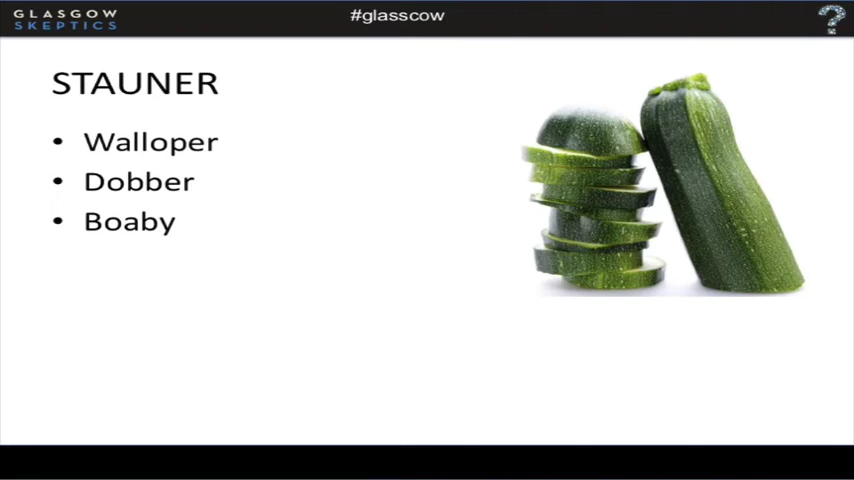 GLASGOW
SKEPTICS
#glasscow
?
STAUNER
• Walloper
• Dobber
• Boaby